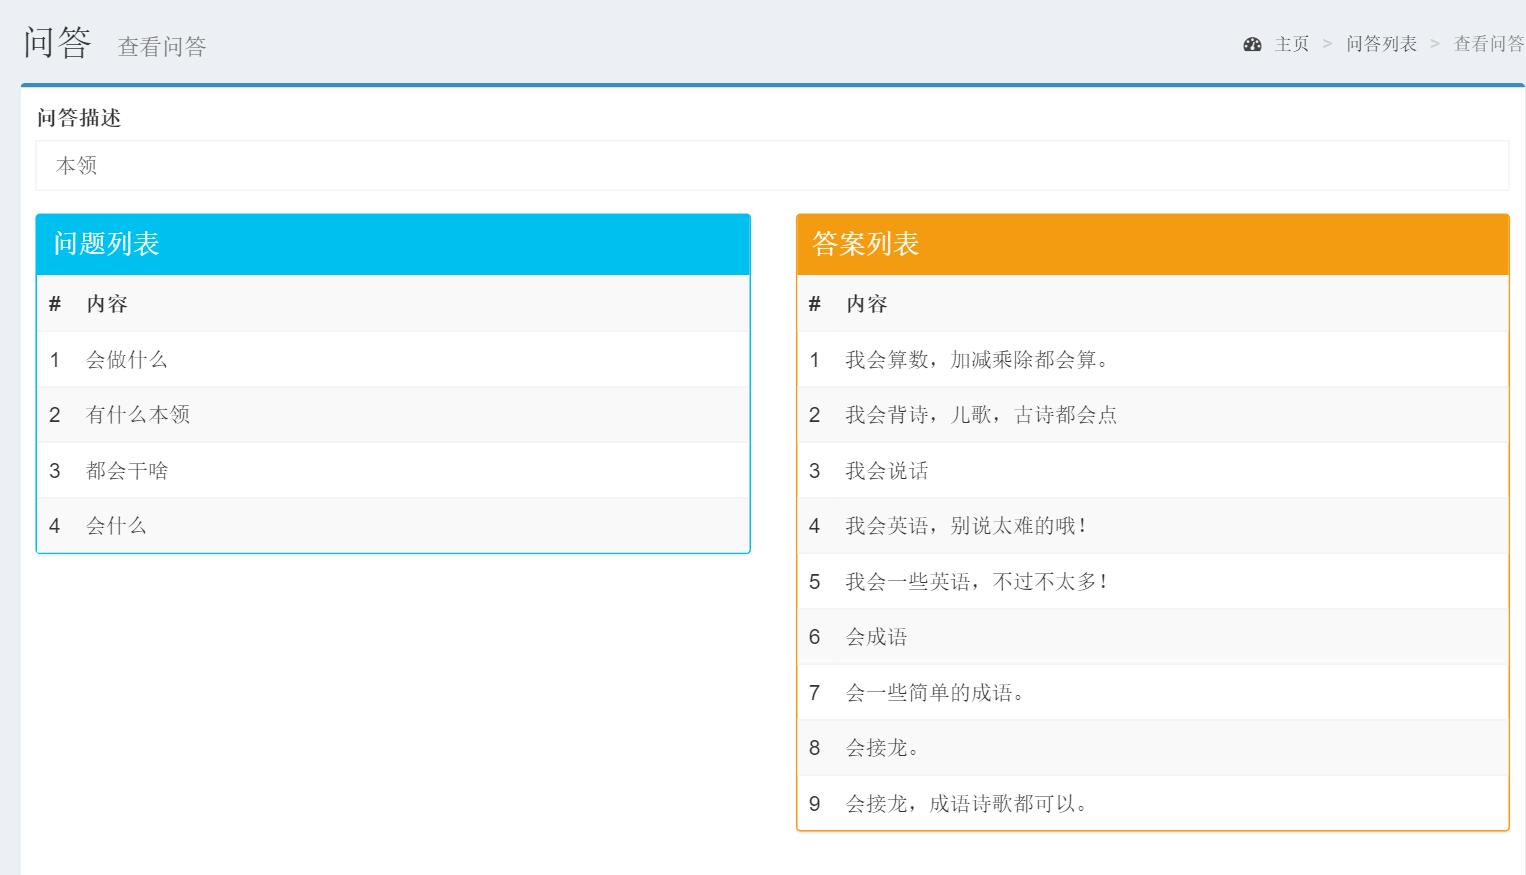 问答 查看问答
主页 > 问答列表 > 查看问答
问答描述
本领
问题列表
# 内容
1 会做什么
2 有什么本领
3 都会干啥
4 会什么
答案列表
# 内容
1 我会算数，加减乘除都会算。
2 我会背诗，儿歌，古诗都会点
3 我会说话
4 我会英语，别说太难的哦！
5 我会一些英语，不过不太多！
6 会成语
7 会一些简单的成语。
8 会接龙。
9 会接龙，成语诗歌都可以。